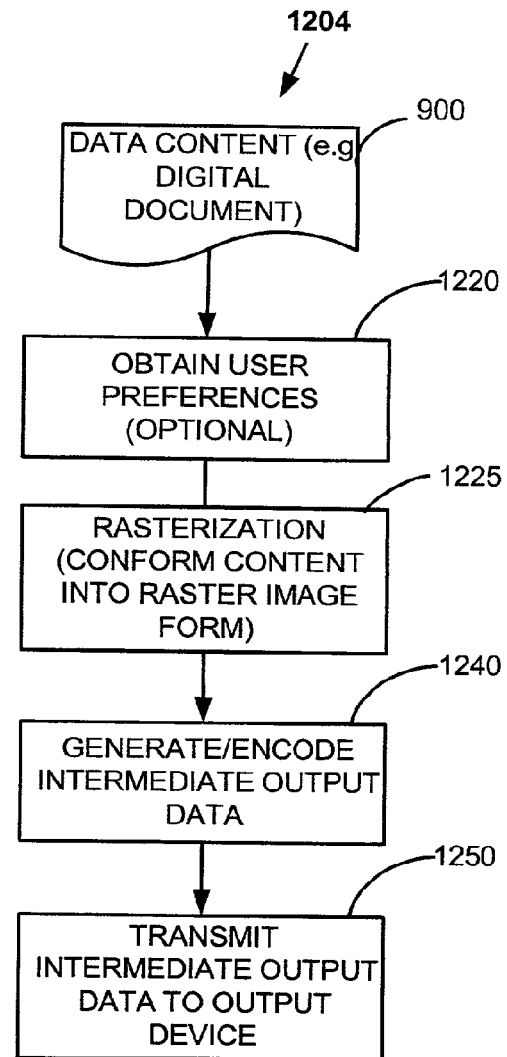 1204
900
DATA CONTENT (e.g
DIGITAL
DOCUMENT)
1220
OBTAIN USER
PREFERENCES
(OPTIONAL)
1225
RASTERIZATION
(CONFORM CONTENT
INTO RASTER IMAGE
FORM)
1240
GENERATE/ENCODE
INTERMEDIATE OUTPUT
DATA
1250
TRANSMIT
INTERMEDIATE OUTPUT
DATA TO OUTPUT
DEVICE